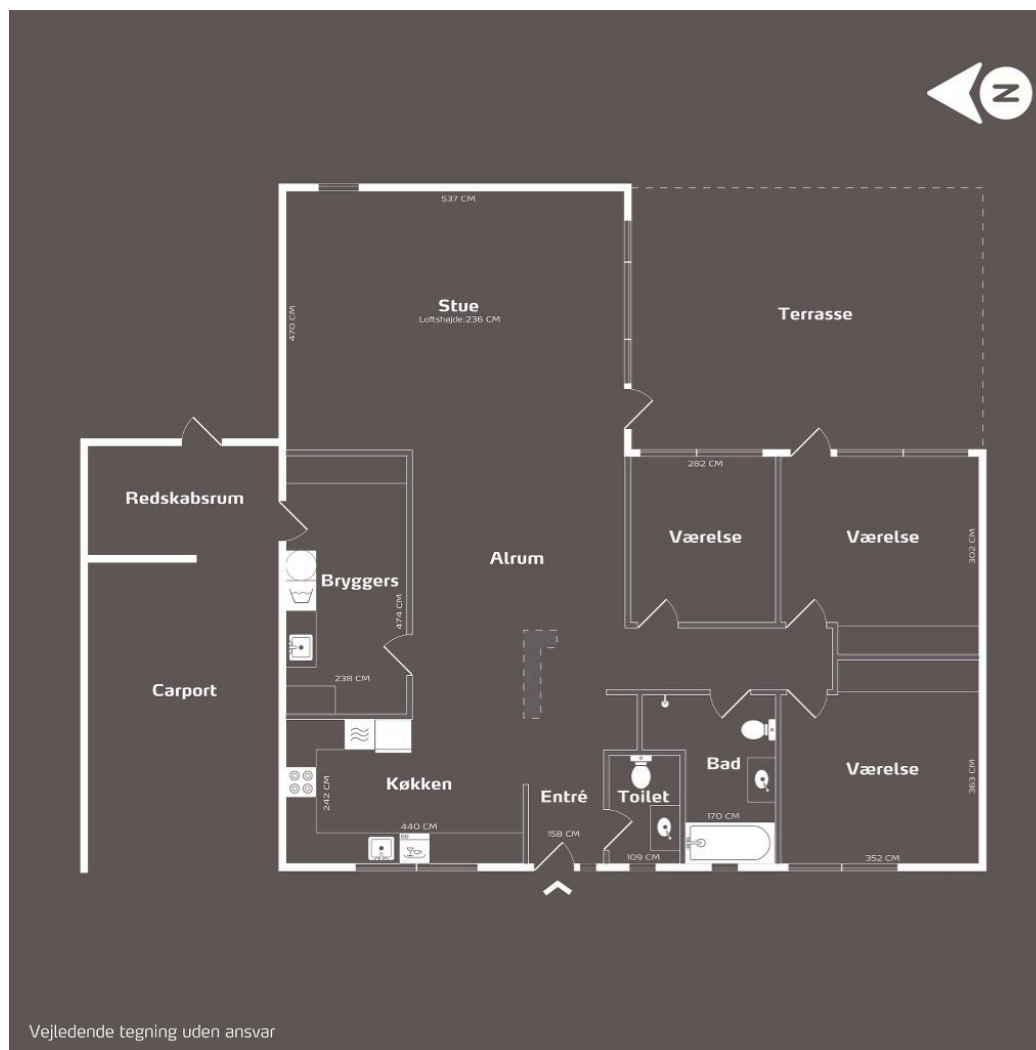 N
537 CM
470 CM
Stue
Loftshøjde:236 CM
Terrasse
282 CM
Redskabsrum
Værelse
Værelse
302 CM
Alrum
Bryggers
474 CM
238 CM
Carport
Køkken
242 CM
440 CM
Entré
158 CM
Toilet
109 CM
Bad
170 CM
Værelse
363 CM
352 CM
Vejledende tegning uden ansvar